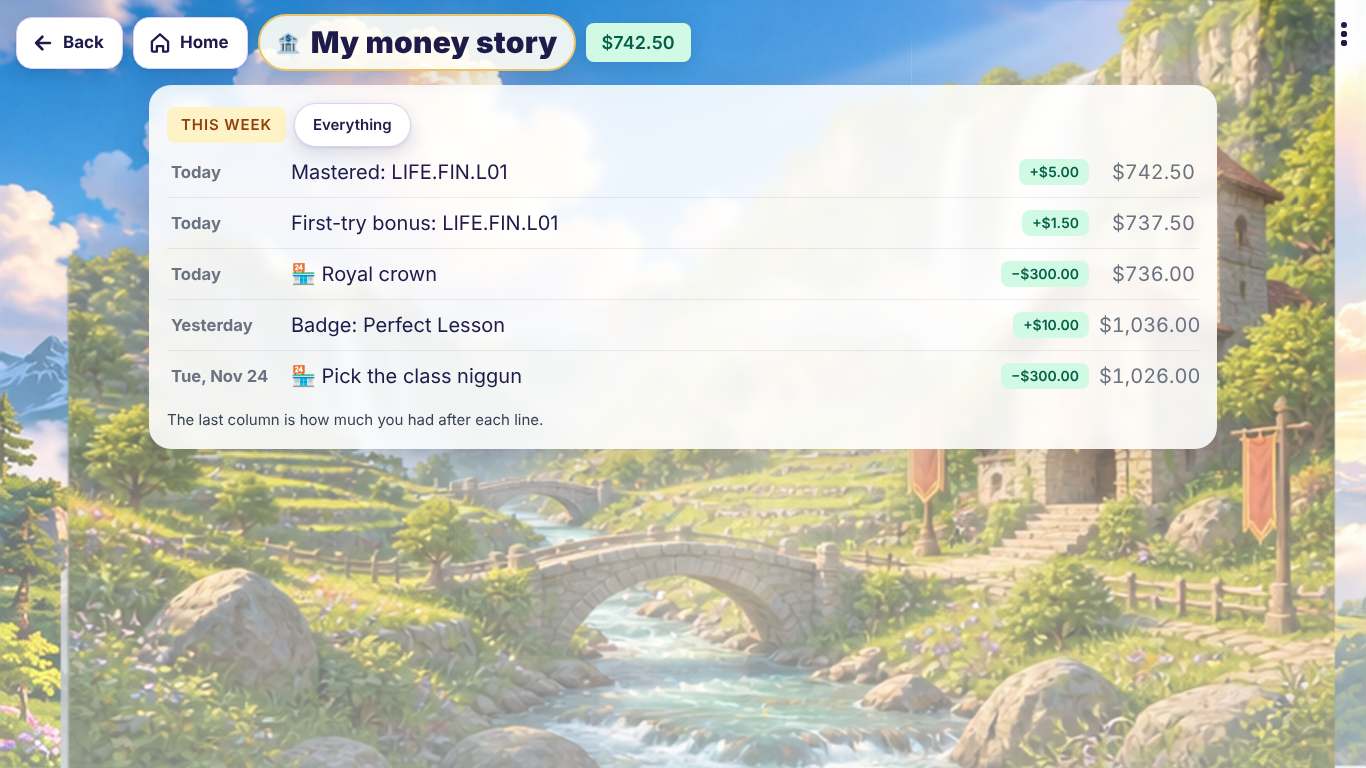 Back
Home
My money story
$742.50
THIS WEEK
Everything
Today Mastered: LIFE.FIN.L01 +$5.00 $742.50
Today First-try bonus: LIFE.FIN.L01 +$1.50 $737.50
Today 24 Royal crown −$300.00 $736.00
Yesterday Badge: Perfect Lesson +$10.00 $1,036.00
Tue, Nov 24 24 Pick the class niggun −$300.00 $1,026.00
The last column is how much you had after each line.